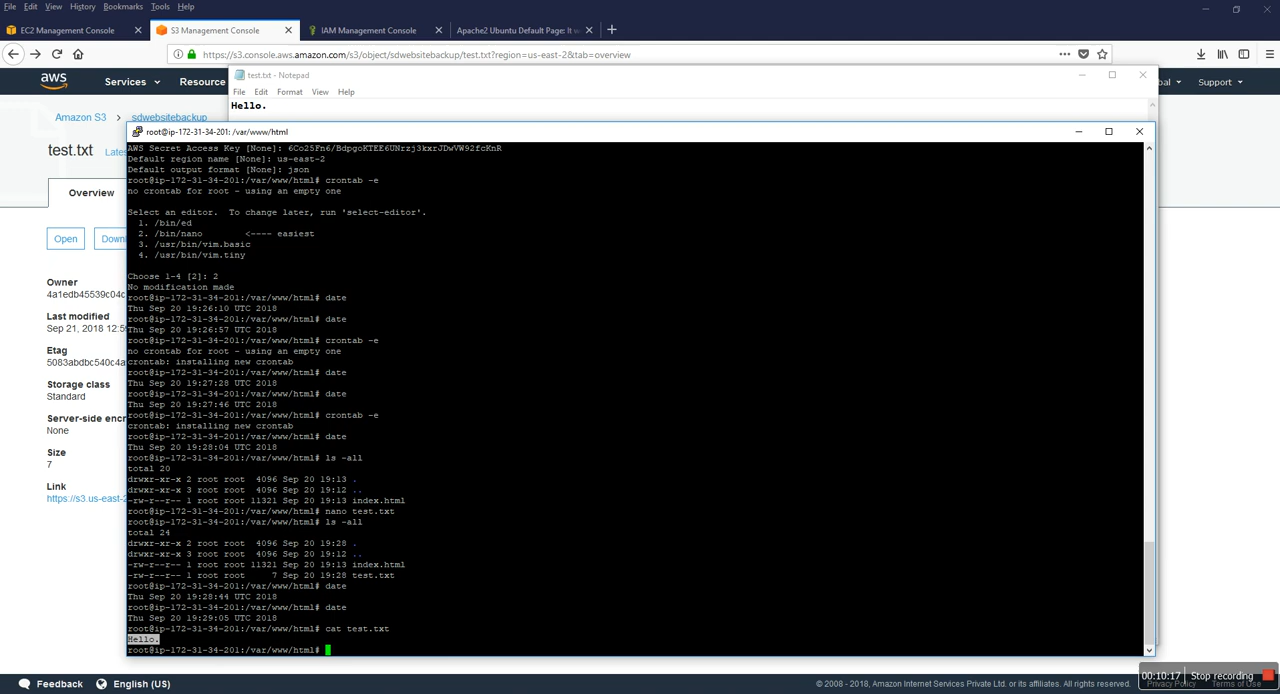 File Edit View History Bookmarks Tools Help
EC2 Management Console
S3 Management Console
IAM Management Console
Apache2 Ubuntu Default Page: It w
https://s3.console.aws.amazon.com/s3/object/sdwebsitebackup/test.txt?region=us-east-2&tab=overview
aws Services Resource
bal Support
test.txt - Notepad
File Edit Format View Help
Hello.
Amazon S3 > sdwebsitebackup
test.txt Lates
Overview
Open
Downl
Owner
4a1edb45539c04c
Last modified
Sep 21, 2018 12:5
Etag
5083abdbc540c4a
Storage class
Standard
Server-side encr
None
Size
7
Link
https://s3.us-east-2
root@ip-172-31-34-201: /var/www/html
AWS Secret Access Key [None]: 6Co25Fn6/BdpgoKTEE6UNrzj3kxrJDwVW92fcKnR
Default region name [None]: us-east-2
Default output format [None]: json
root@ip-172-31-34-201:/var/www/html# crontab -e
no crontab for root - using an empty one
Select an editor. To change later, run 'select-editor'.
1. /bin/ed
2. /bin/nano <---- easiest
3. /usr/bin/vim.basic
4. /usr/bin/vim.tiny
Choose 1-4 [2]: 2
No modification made
root@ip-172-31-34-201:/var/www/html# date
Thu Sep 20 19:26:10 UTC 2018
root@ip-172-31-34-201:/var/www/html# date
Thu Sep 20 19:26:57 UTC 2018
root@ip-172-31-34-201:/var/www/html# crontab -e
no crontab for root - using an empty one
crontab: installing new crontab
root@ip-172-31-34-201:/var/www/html# date
Thu Sep 20 19:27:28 UTC 2018
root@ip-172-31-34-201:/var/www/html# date
Thu Sep 20 19:27:46 UTC 2018
root@ip-172-31-34-201:/var/www/html# crontab -e
crontab: installing new crontab
root@ip-172-31-34-201:/var/www/html# date
Thu Sep 20 19:28:04 UTC 2018
root@ip-172-31-34-201:/var/www/html# ls -all
total 20
drwxr-xr-x 2 root root 4096 Sep 20 19:13 .
drwxr-xr-x 3 root root 4096 Sep 20 19:12 ..
-rw-r--r-- 1 root root 11321 Sep 20 19:13 index.html
root@ip-172-31-34-201:/var/www/html# nano test.txt
root@ip-172-31-34-201:/var/www/html# ls -all
total 24
drwxr-xr-x 2 root root 4096 Sep 20 19:28 .
drwxr-xr-x 3 root root 4096 Sep 20 19:12 ..
-rw-r--r-- 1 root root 11321 Sep 20 19:13 index.html
-rw-r--r-- 1 root root 7 Sep 20 19:28 test.txt
root@ip-172-31-34-201:/var/www/html# date
Thu Sep 20 19:28:44 UTC 2018
root@ip-172-31-34-201:/var/www/html# date
Thu Sep 20 19:29:05 UTC 2018
root@ip-172-31-34-201:/var/www/html# cat test.txt
Hello.
root@ip-172-31-34-201:/var/www/html#
Feedback English (US)
© 2008 - 2018, Amazon Internet Services Private Ltd. or its affiliates. All rights reserved. Privacy Policy Terms of Use
00:10:17 Stop recording